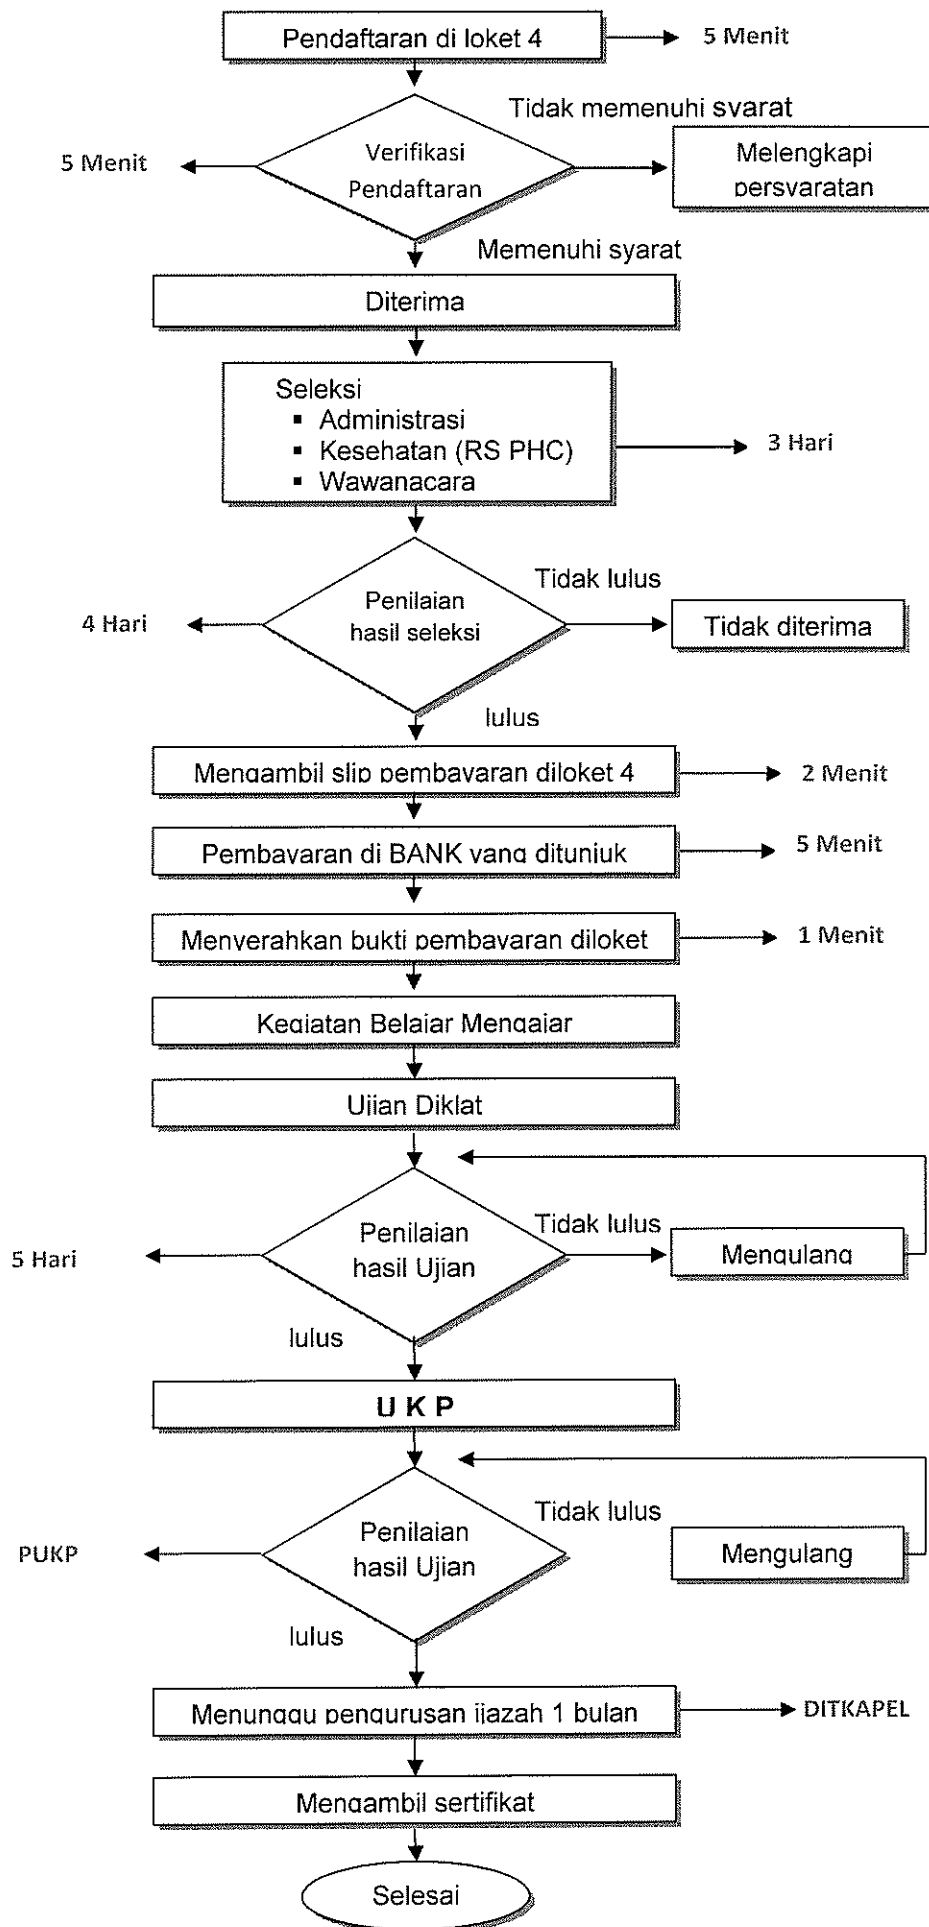 Pendaftaran di loket 4
5 Menit
Tidak memenuhi svarat
5 Menit
Verifikasi
Pendaftaran
Melengkapi
persvaratan
Memenuhi syarat
Diterima
Seleksi
▪ Administrasi
▪ Kesehatan (RS PHC)
▪ Wawanacara
3 Hari
Tidak lulus
4 Hari
Penilaian
hasil seleksi
Tidak diterima
lulus
Mengambil slip pembayaran diloket 4
2 Menit
Pembayaran di BANK yang ditunjuk
5 Menit
Menyerahkan bukti pembayaran diloket
1 Menit
Kegiatan Belajar Mengajar
Ujian Diklat
Tidak lulus
5 Hari
Penilaian
hasil Ujian
Mengulang
lulus
U K P
Tidak lulus
PUKP
Penilaian
hasil Ujian
Mengulang
lulus
Menunggu pengurusan ijazah 1 bulan
DITKAPEL
Mengambil sertifikat
Selesai